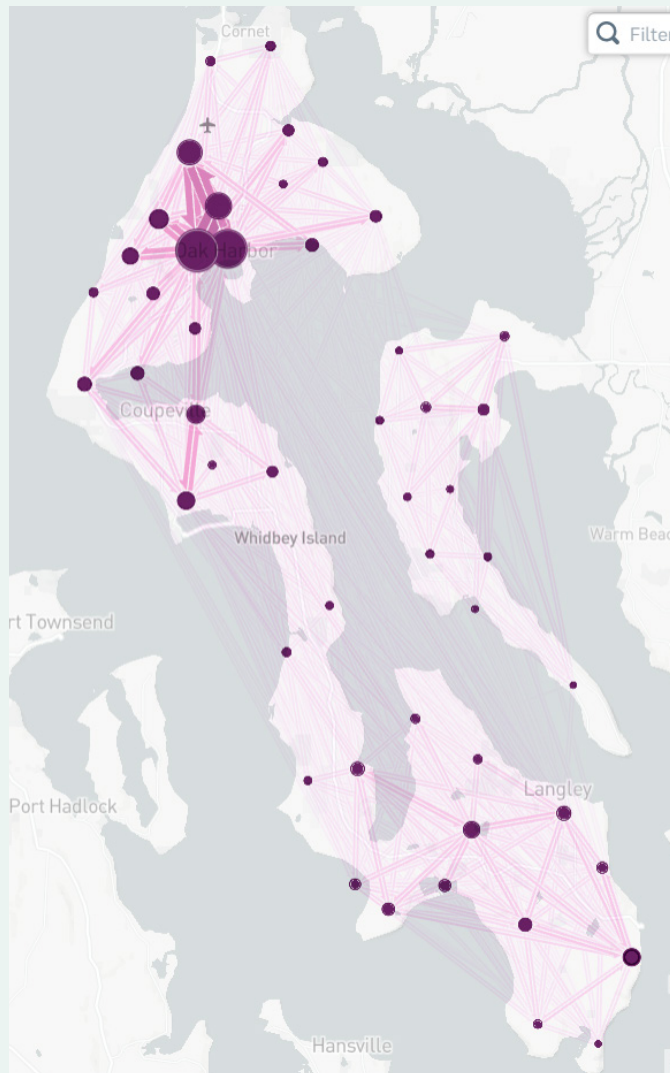 Cornet
Filter
Oak Harbor
Coupeville
Whidbey Island
Warm Beac
rt Townsend
Langley
Port Hadlock
Hansville